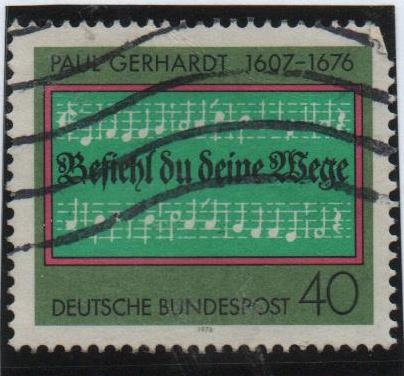 PAUL GERHARDT 1607–1676
Befiehl du deine Wege
DEUTSCHE BUNDESPOST 40
1976